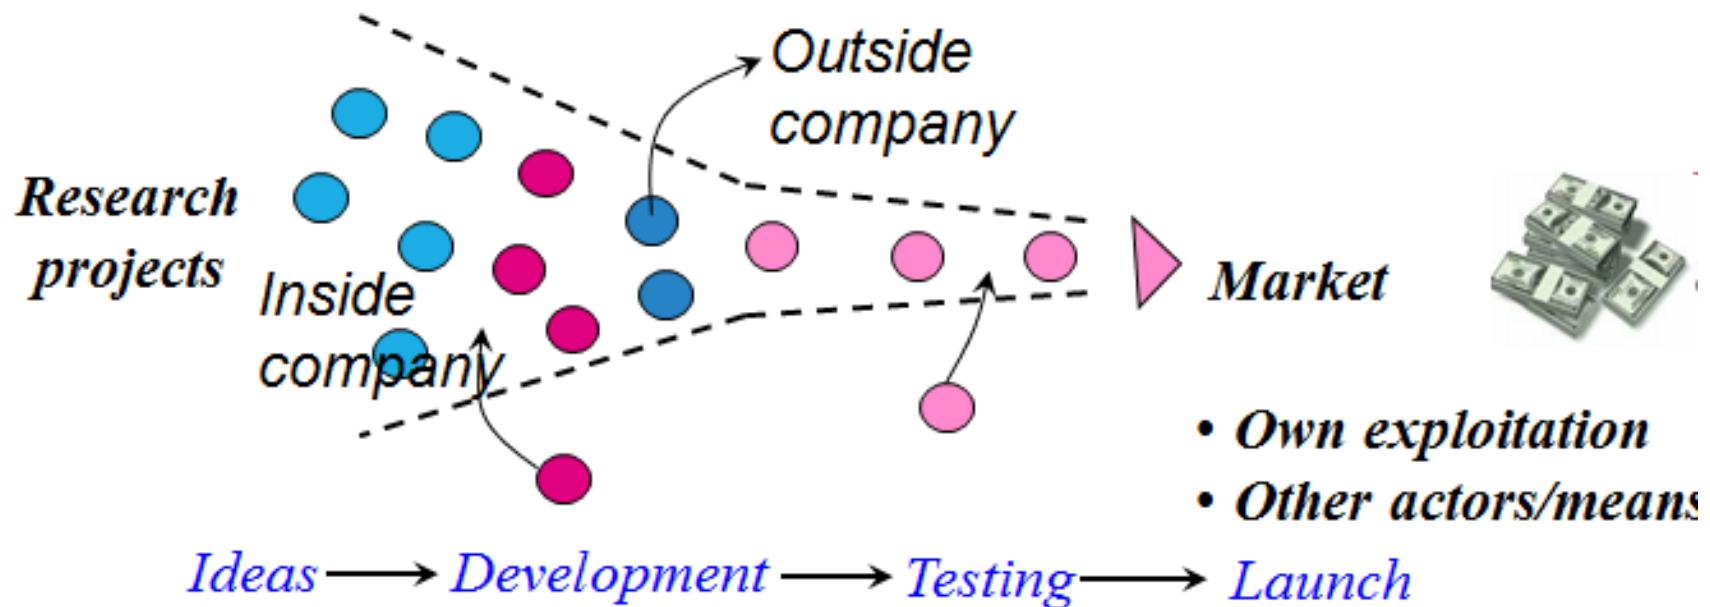 Outside
company
Research
projects
Inside
company
Market
• Own exploitation
• Other actors/means
Ideas → Development → Testing → Launch